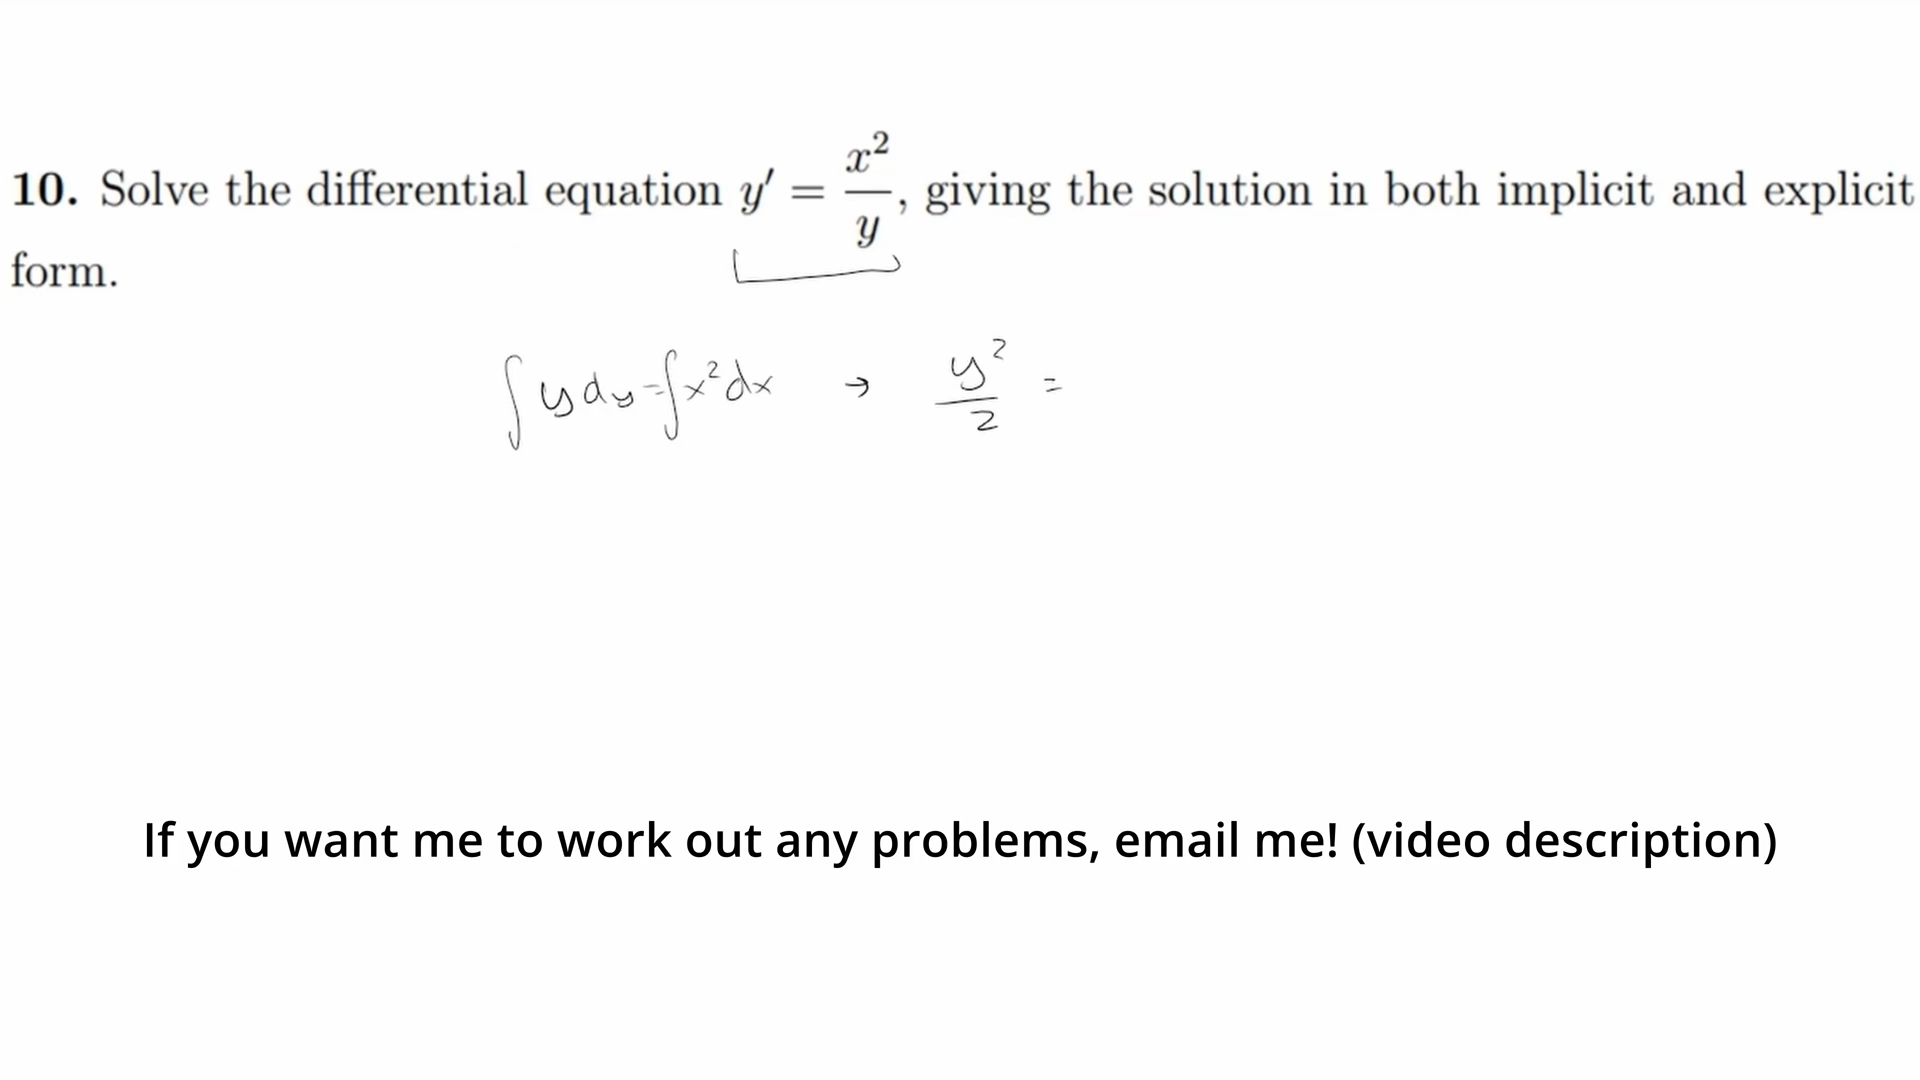 10. Solve the differential equation y′ = x²/y, giving the solution in both implicit and explicit
form.
∫ y dy = ∫ x² dx → y²/2 =
If you want me to work out any problems, email me! (video description)